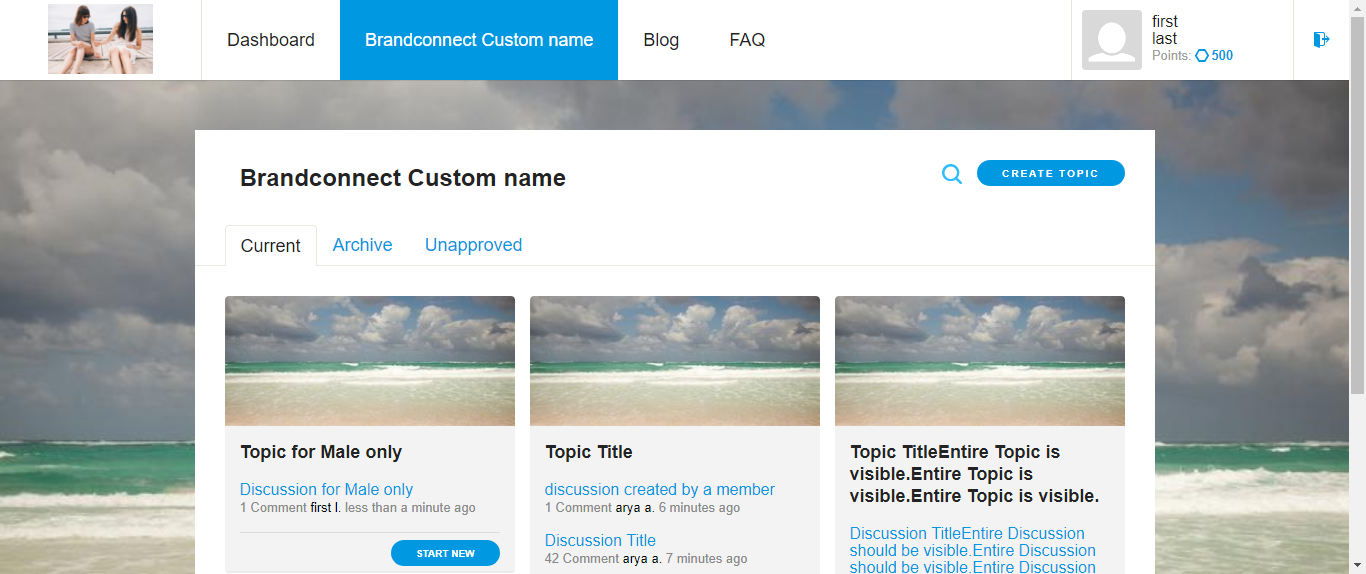 Dashboard
Brandconnect Custom name
Blog
FAQ
first
last
Points: 500
Brandconnect Custom name
CREATE TOPIC
Current
Archive
Unapproved
Topic for Male only
Discussion for Male only
1 Comment first l. less than a minute ago
START NEW
Topic Title
discussion created by a member
1 Comment arya a. 6 minutes ago
Discussion Title
42 Comment arya a. 7 minutes ago
Topic TitleEntire Topic is
visible.Entire Topic is
visible.Entire Topic is visible.
Discussion TitleEntire Discussion
should be visible.Entire Discussion
should be visible.Entire Discussion